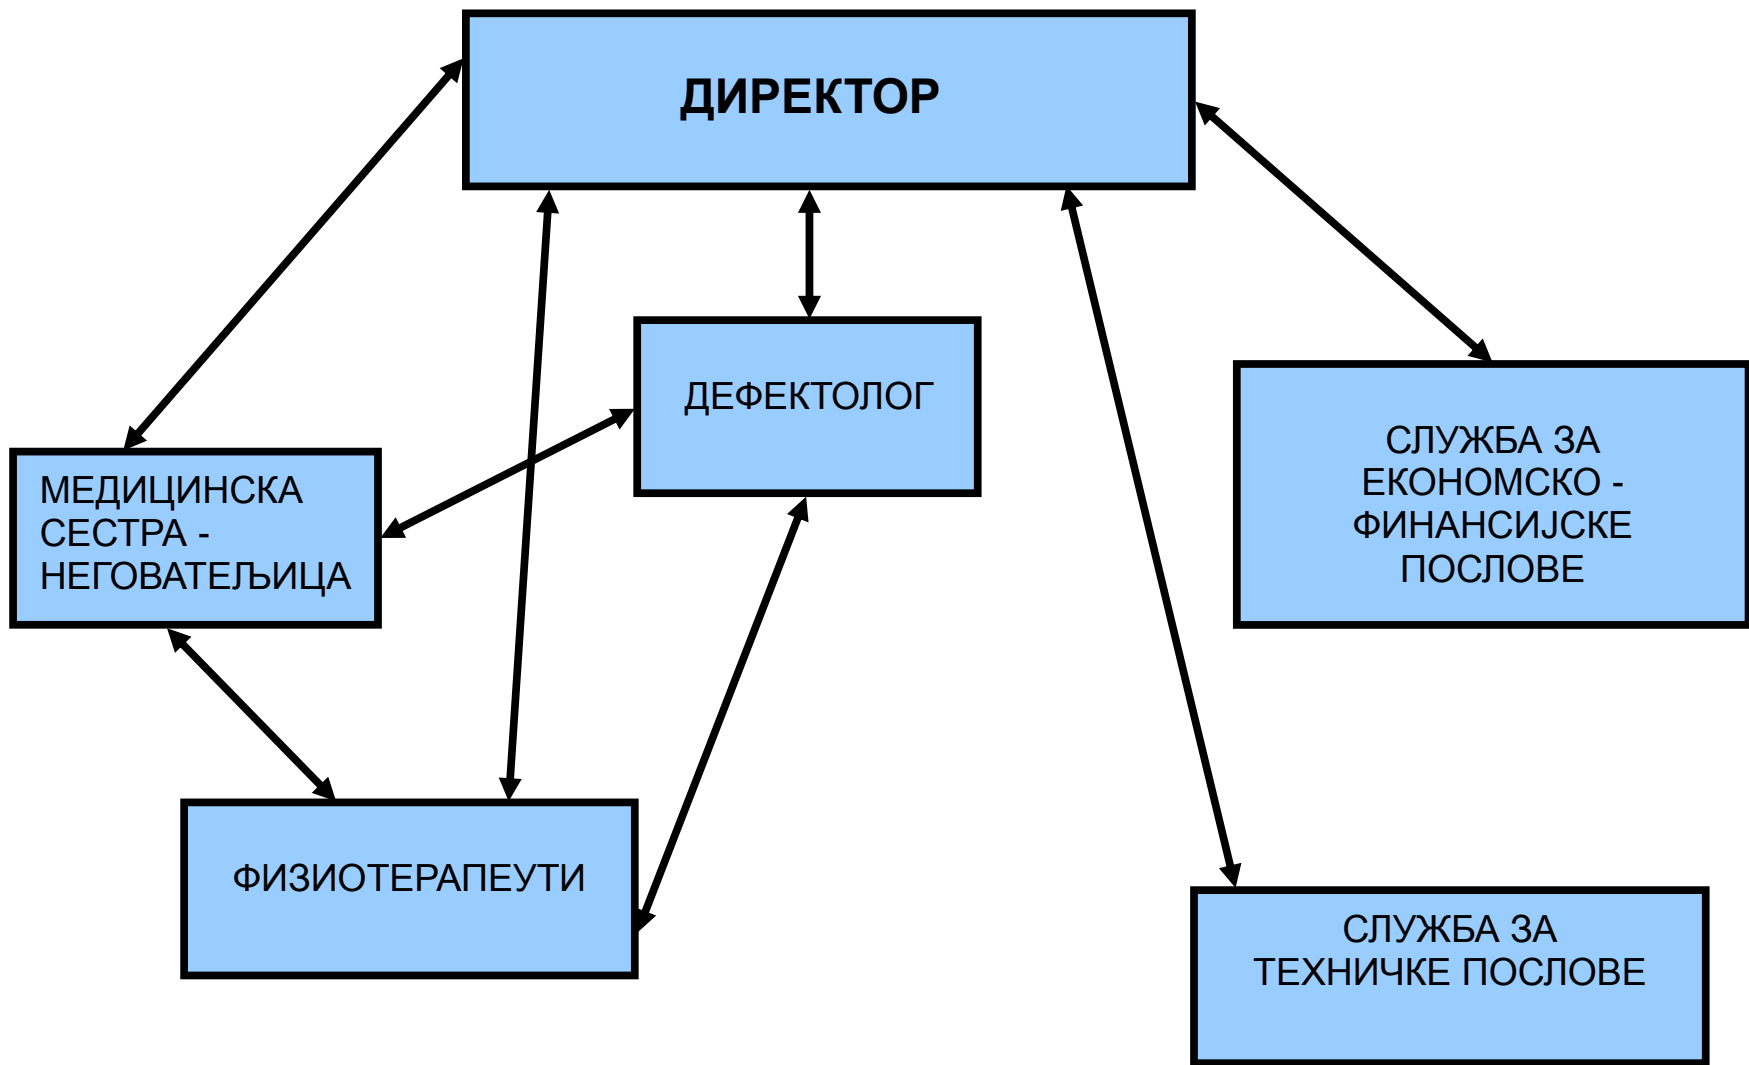 ДИРЕКТОР
ДЕФЕКТОЛОГ
МЕДИЦИНСКА
СЕСТРА -
НЕГОВАТЕЉИЦА
СЛУЖБА ЗА
ЕКОНОМСКО -
ФИНАНСИЈСКЕ
ПОСЛОВЕ
ФИЗИОТЕРАПЕУТИ
СЛУЖБА ЗА
ТЕХНИЧКЕ ПОСЛОВЕ